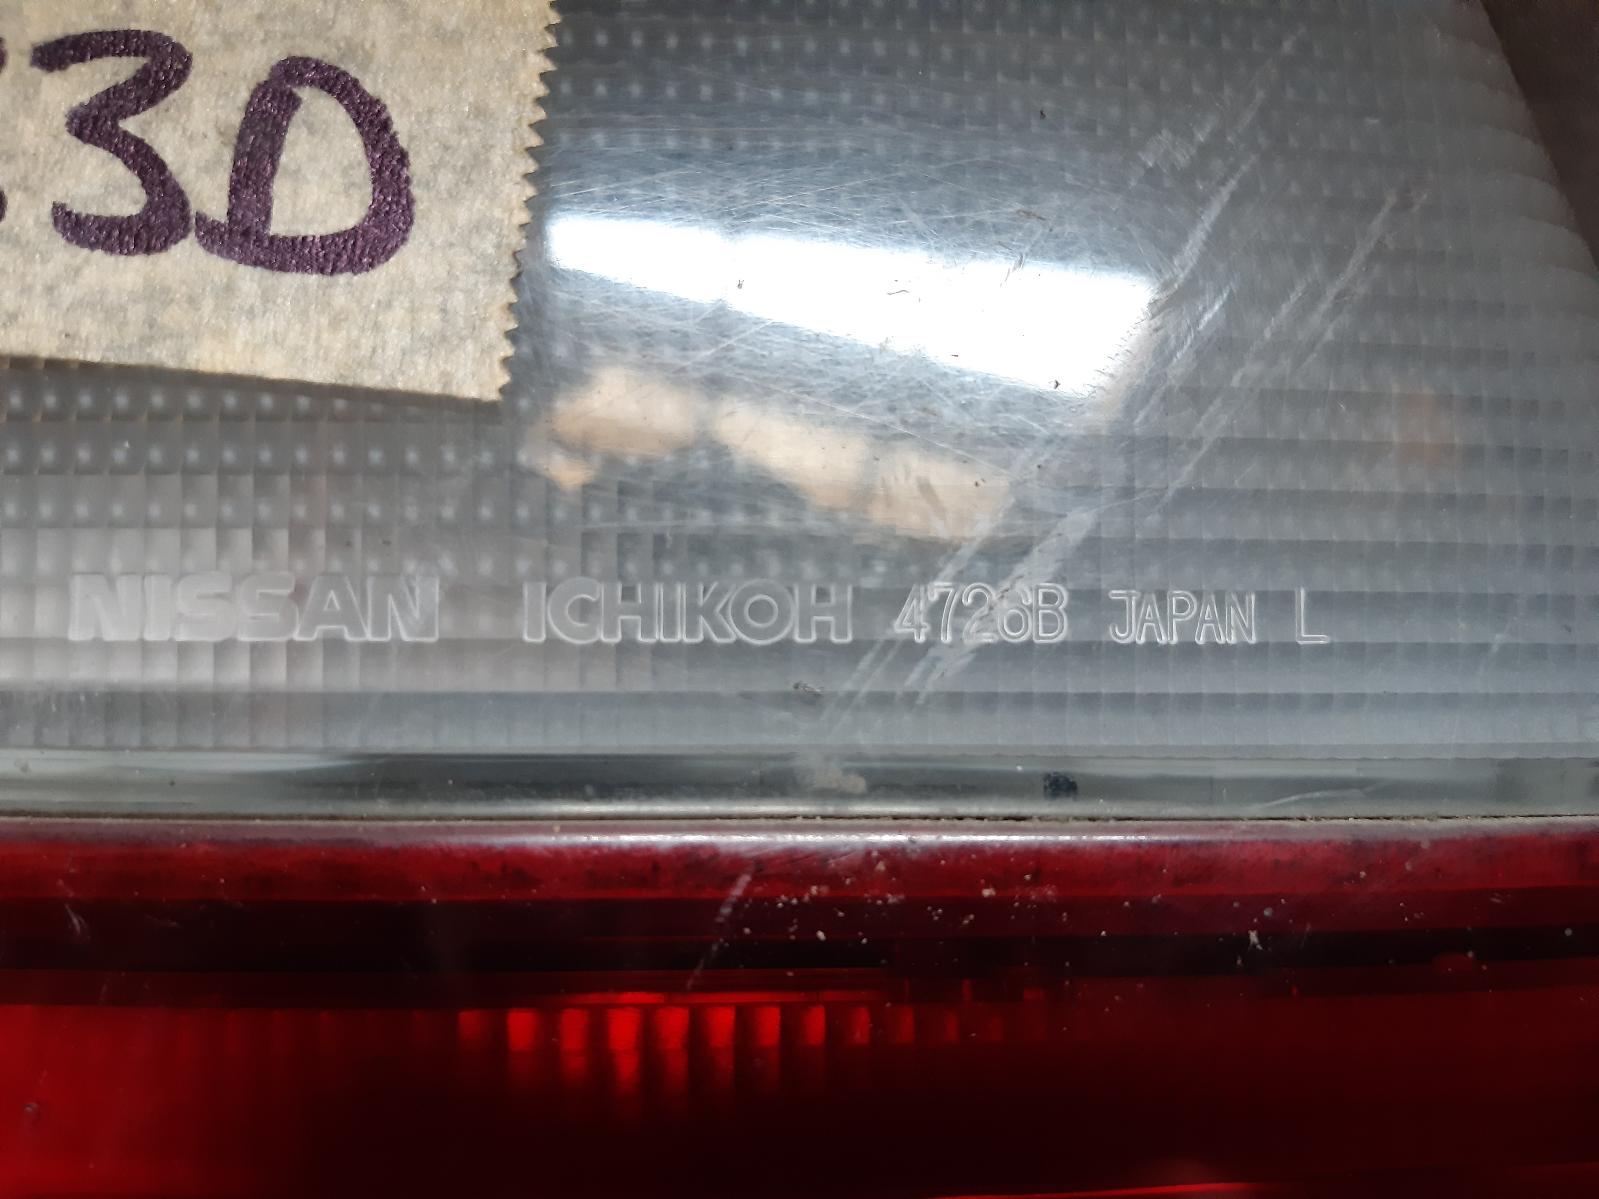 3D
NISSAN ICHIKOH 4726B JAPAN L